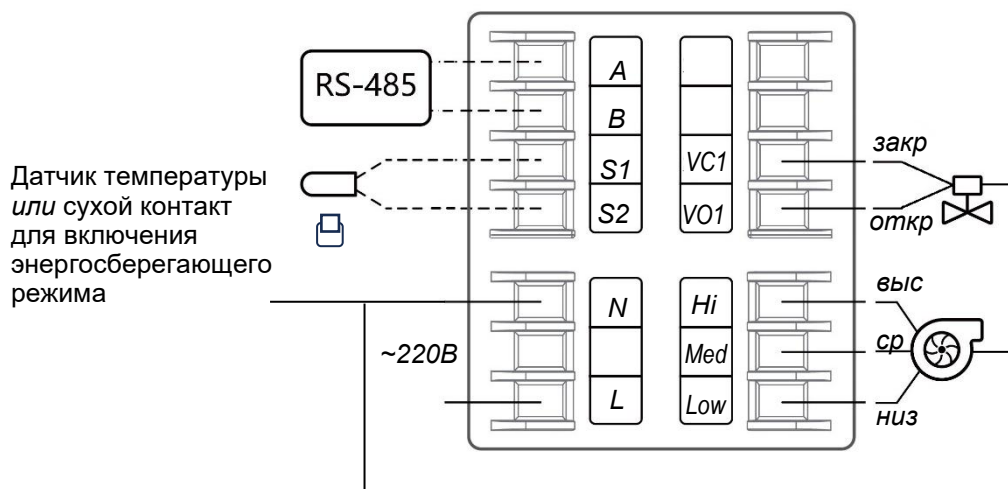 RS-485
A
B
S1
S2
VC1
VO1
закр
откр
Датчик температуры
или сухой контакт
для включения
энергосберегающего
режима
~220В
N
L
Hi
Med
Low
выс
ср
низ